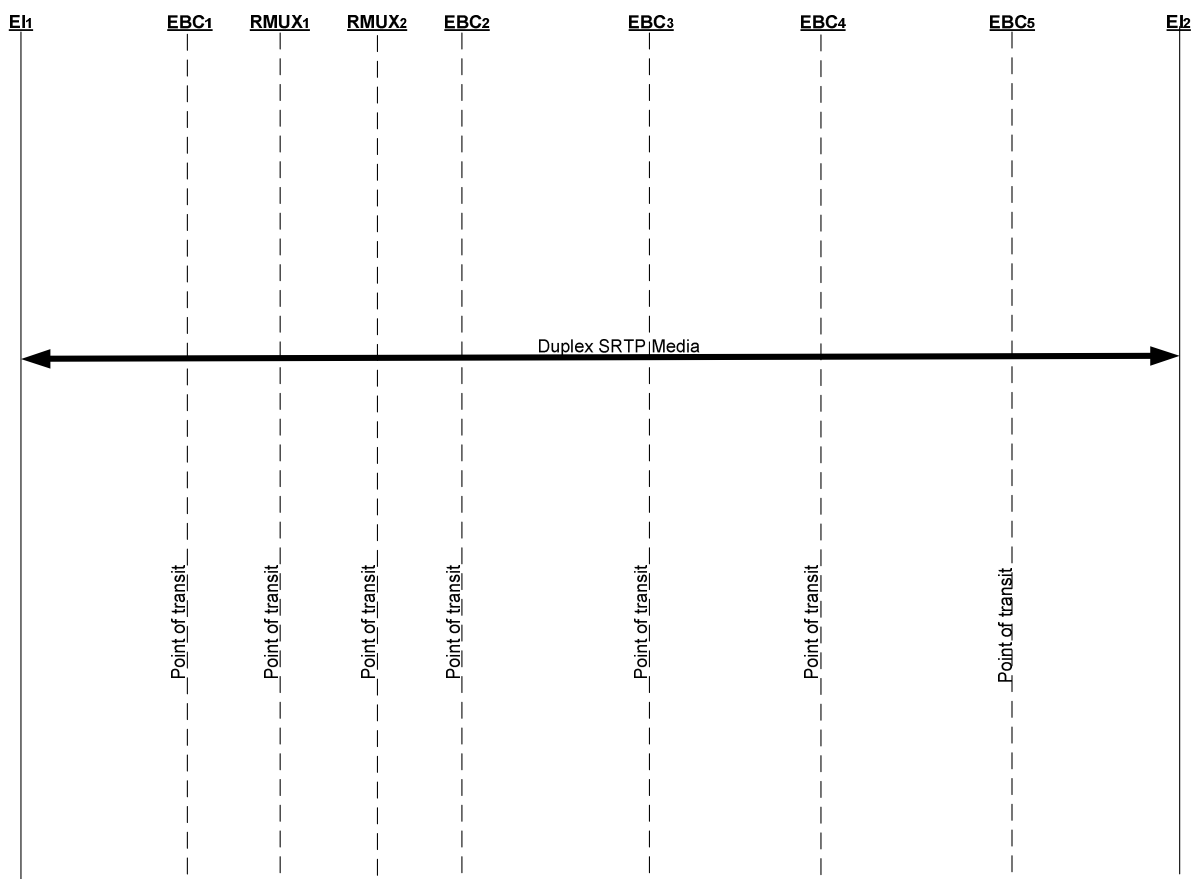 EI1 EBC1 RMUX1 RMUX2 EBC2 EBC3 EBC4 EBC5 EI2
Duplex SRTP Media
Point of transit
Point of transit
Point of transit
Point of transit
Point of transit
Point of transit
Point of transit